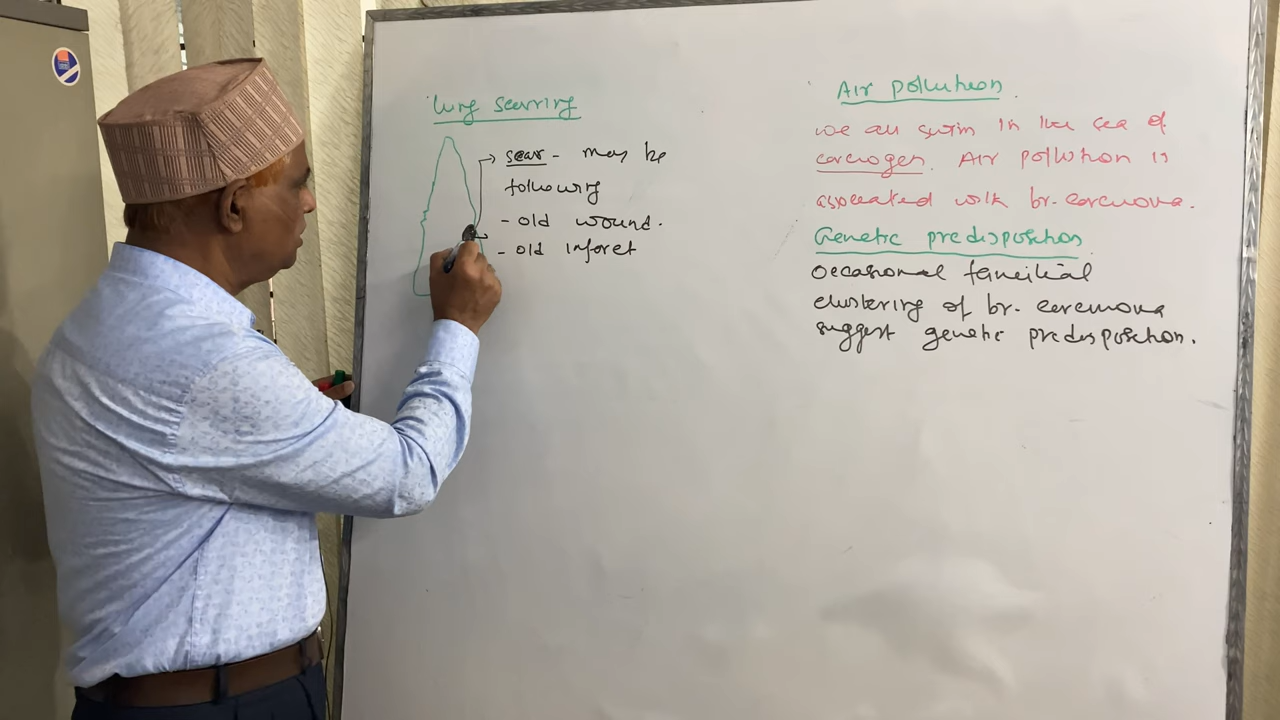 Lung scarring
scar - may be
following
- old wound.
- old infarct
Air pollution.
we all swim in the sea of
carcinogen. Air pollution is
associated with br. carcinoma.
Genetic predisposition
Occasional familial
clustering of br. carcinoma
suggest genetic predisposition.